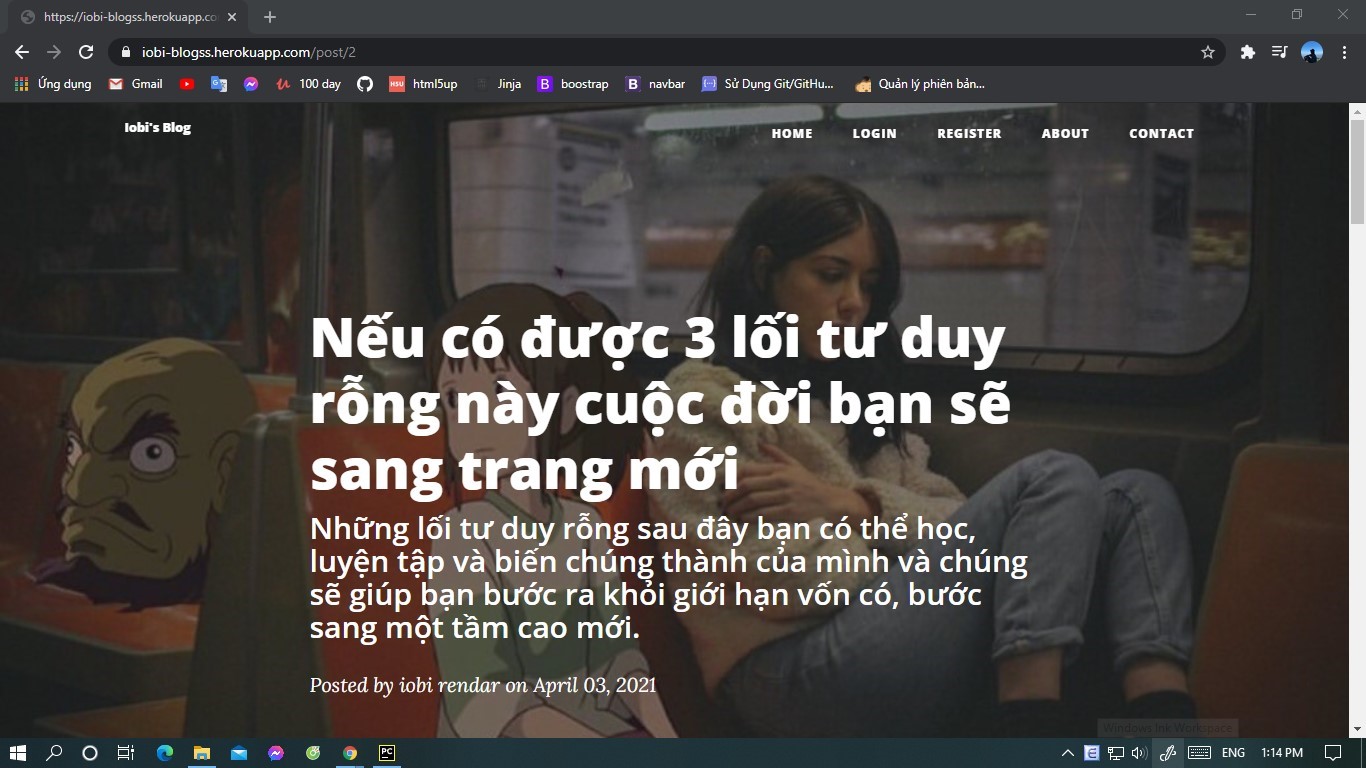 https://iobi-blogss.herokuapp.co
iobi-blogss.herokuapp.com/post/2
Ứng dụng Gmail 100 day HSU html5up Jinja B boostrap B navbar Sử Dụng Git/GitHu... Quản lý phiên bản...
Iobi's Blog HOME LOGIN REGISTER ABOUT CONTACT
Nếu có được 3 lối tư duy
rỗng này cuộc đời bạn sẽ
sang trang mới
Những lối tư duy rỗng sau đây bạn có thể học,
luyện tập và biến chúng thành của mình và chúng
sẽ giúp bạn bước ra khỏi giới hạn vốn có, bước
sang một tầm cao mới.
Posted by iobi rendar on April 03, 2021
Windows Ink Workspace
PC E ENG 1:14 PM